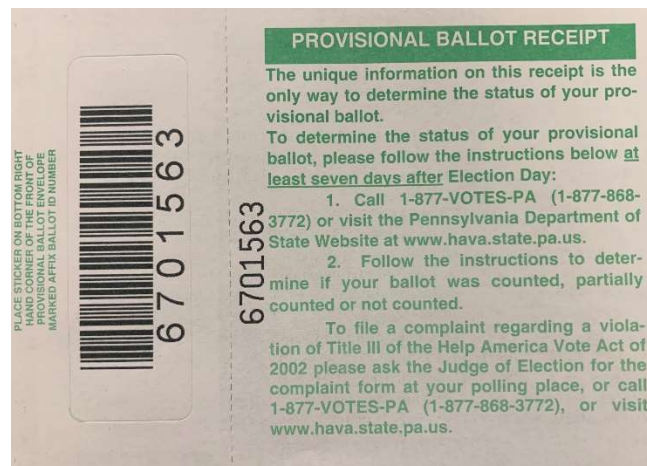 PLACE STICKER ON BOTTOM RIGHT
HAND CORNER OF THE FRONT OF
PROVISIONAL BALLOT ENVELOPE
MARKED AFFIX BALLOT ID NUMBER
6701563
6701563
PROVISIONAL BALLOT RECEIPT
The unique information on this receipt is the
only way to determine the status of your pro-
visional ballot.
To determine the status of your provisional
ballot, please follow the instructions below at
least seven days after Election Day:
1. Call 1-877-VOTES-PA (1-877-868-
3772) or visit the Pennsylvania Department of
State Website at www.hava.state.pa.us.
2. Follow the instructions to deter-
mine if your ballot was counted, partially
counted or not counted.
To file a complaint regarding a viola-
tion of Title III of the Help America Vote Act of
2002 please ask the Judge of Election for the
complaint form at your polling place, or call
1-877-VOTES-PA (1-877-868-3772), or visit
www.hava.state.pa.us.